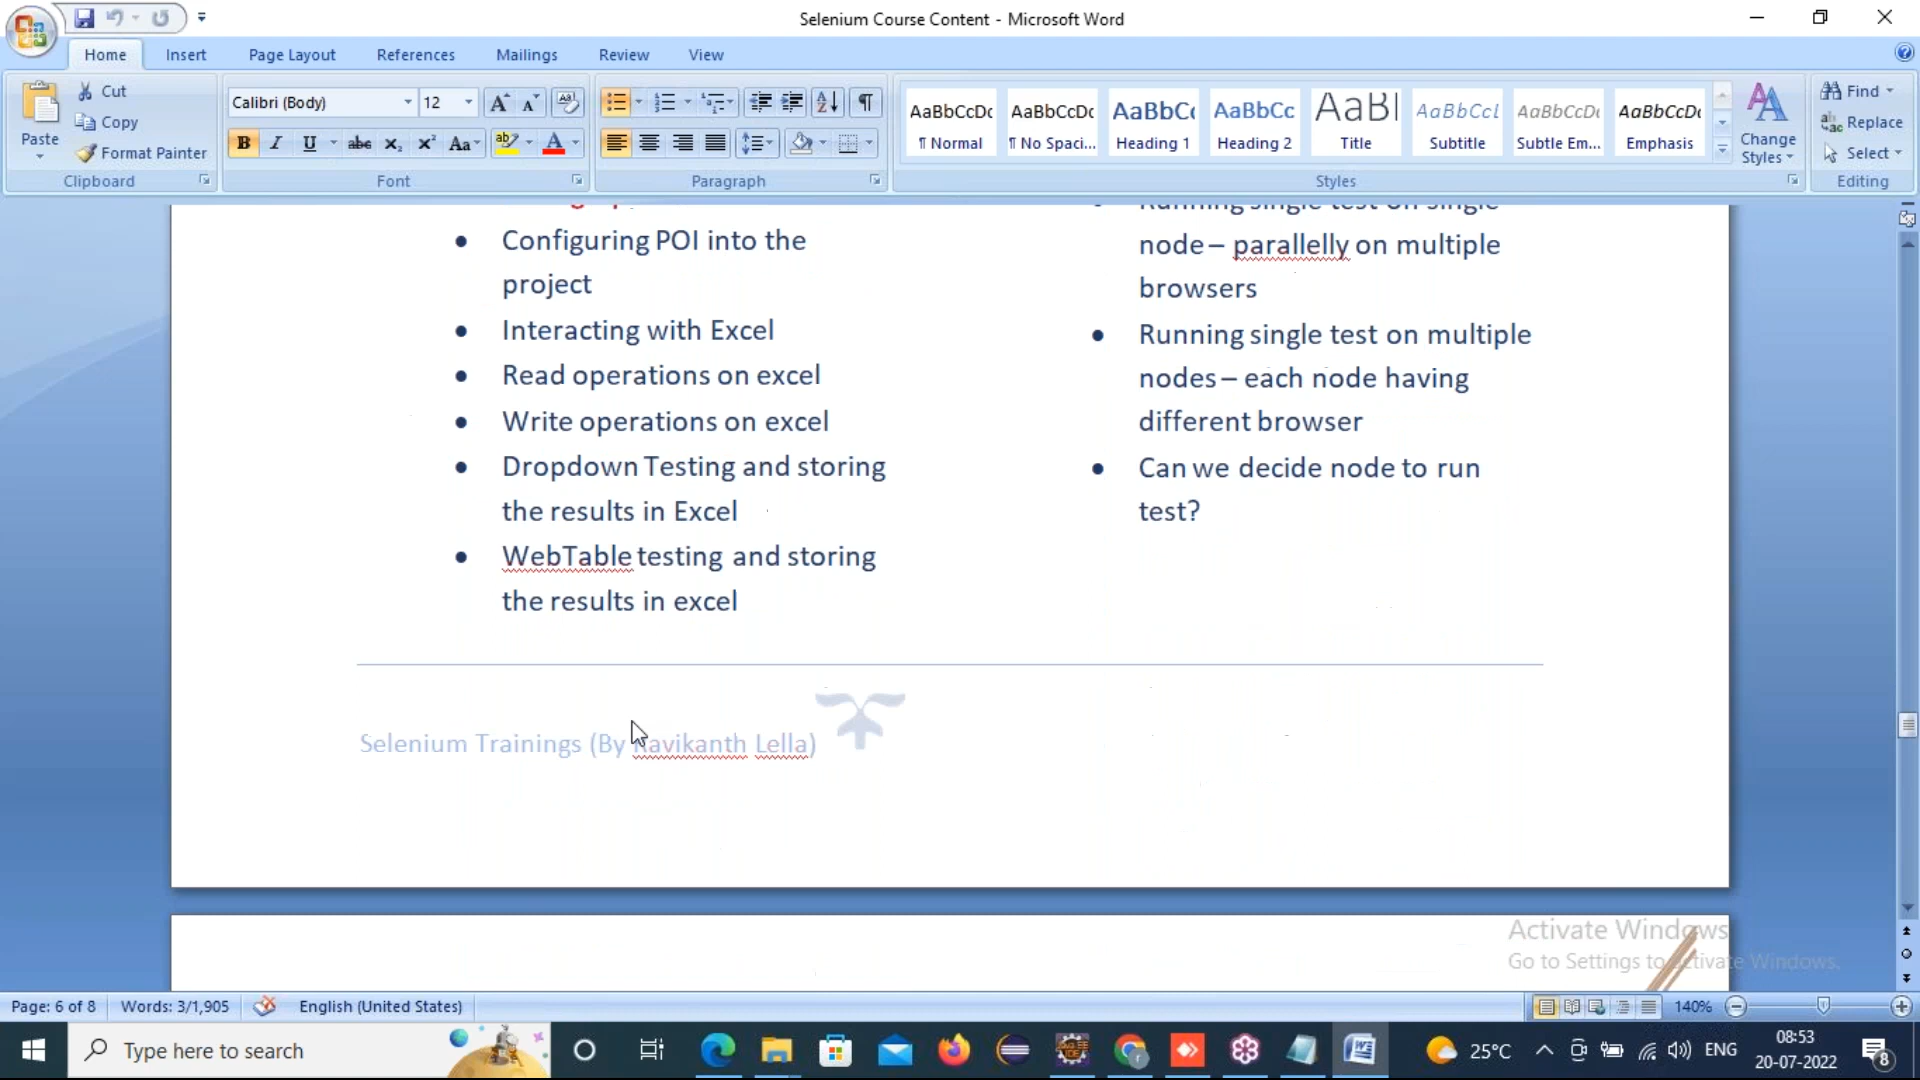 Selenium Course Content - Microsoft Word
Home Insert Page Layout References Mailings Review View
Paste
Cut
Copy
Format Painter
Clipboard
Calibri (Body) 12
Font
Paragraph
AaBbCcDc AaBbCcDc AaBbCc AaBbCc AaBl AaBbCcl AaBbCcDc AaBbCcDc
¶ Normal ¶ No Spaci... Heading 1 Heading 2 Title Subtitle Subtle Em... Emphasis
Change
Styles
Styles
Find
Replace
Select
Editing
• Configuring POI into the
project
• Interacting with Excel
• Read operations on excel
• Write operations on excel
• Dropdown Testing and storing
the results in Excel
• WebTable testing and storing
the results in excel
Running single test on single
node – parallelly on multiple
browsers
• Running single test on multiple
nodes – each node having
different browser
• Can we decide node to run
test?
Selenium Trainings (By Ravikanth Lella)
Activate Windows
Go to Settings to activate Windows.
Page: 6 of 8 Words: 3/1,905 English (United States) 140%
Type here to search
25°C ENG 08:53
20-07-2022
8